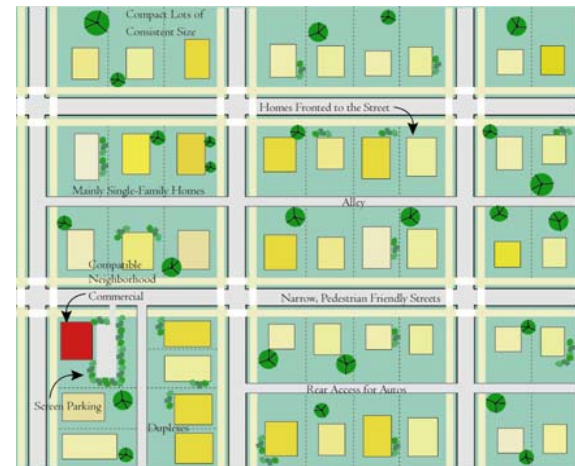 Compact Lots of
Consistent Size
Homes Fronted to the Street
Mainly Single-Family Homes
Alley
Compatible
Neighborhood
Commercial
Narrow, Pedestrian Friendly Streets
Screen Parking
Rear Access for Autos
Duplexes